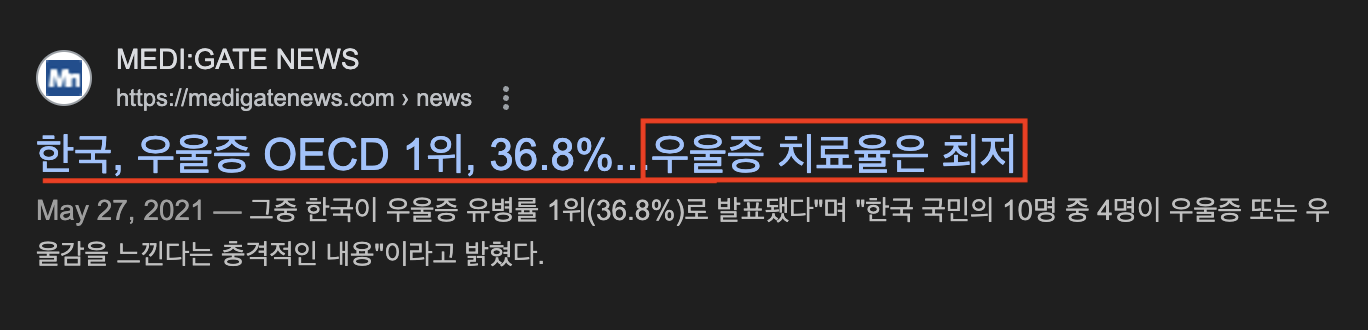 Mn
MEDI:GATE NEWS
https://medigatenews.com › news
한국, 우울증 OECD 1위, 36.8%...우울증 치료율은 최저
May 27, 2021 — 그중 한국이 우울증 유병률 1위(36.8%)로 발표됐다"며 "한국 국민의 10명 중 4명이 우울증 또는 우
울감을 느낀다는 충격적인 내용"이라고 밝혔다.